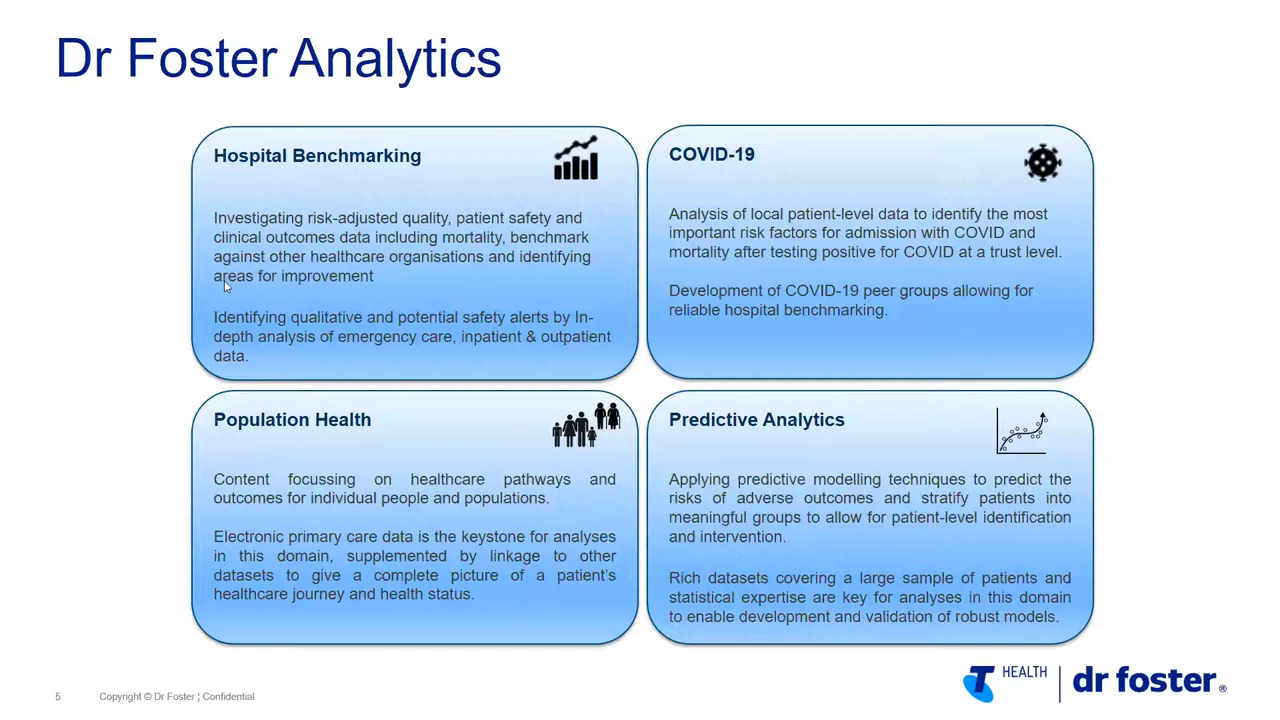 Dr Foster Analytics
Hospital Benchmarking
Investigating risk-adjusted quality, patient safety and
clinical outcomes data including mortality, benchmark
against other healthcare organisations and identifying
areas for improvement
Identifying qualitative and potential safety alerts by In-
depth analysis of emergency care, inpatient & outpatient
data.
COVID-19
Analysis of local patient-level data to identify the most
important risk factors for admission with COVID and
mortality after testing positive for COVID at a trust level.
Development of COVID-19 peer groups allowing for
reliable hospital benchmarking.
Population Health
Content focussing on healthcare pathways and
outcomes for individual people and populations.
Electronic primary care data is the keystone for analyses
in this domain, supplemented by linkage to other
datasets to give a complete picture of a patient's
healthcare journey and health status.
Predictive Analytics
Applying predictive modelling techniques to predict the
risks of adverse outcomes and stratify patients into
meaningful groups to allow for patient-level identification
and intervention.
Rich datasets covering a large sample of patients and
statistical expertise are key for analyses in this domain
to enable development and validation of robust models.
5 Copyright © Dr Foster ¦ Confidential
T HEALTH dr foster®